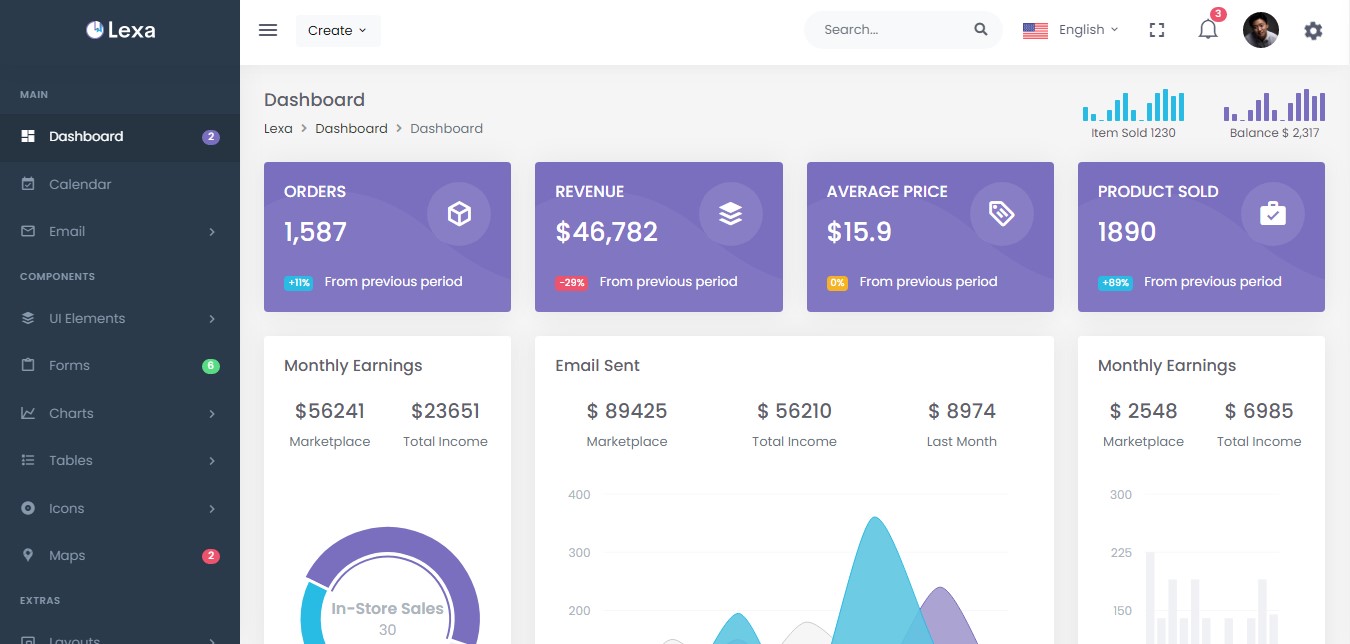 Lexa
Create
Search...
English
3
MAIN
Dashboard
2
Calendar
Email
COMPONENTS
UI Elements
Forms
6
Charts
Tables
Icons
Maps
2
EXTRAS
Layouts
Dashboard
Lexa > Dashboard > Dashboard
Item Sold 1230
Balance $ 2,317
ORDERS
1,587
+11% From previous period
REVENUE
$46,782
-29% From previous period
AVERAGE PRICE
$15.9
0% From previous period
PRODUCT SOLD
1890
+89% From previous period
Monthly Earnings
$56241 $23651
Marketplace Total Income
In-Store Sales
30
Email Sent
$ 89425 $ 56210 $ 8974
Marketplace Total Income Last Month
400
300
200
Monthly Earnings
$ 2548 $ 6985
Marketplace Total Income
300
225
150